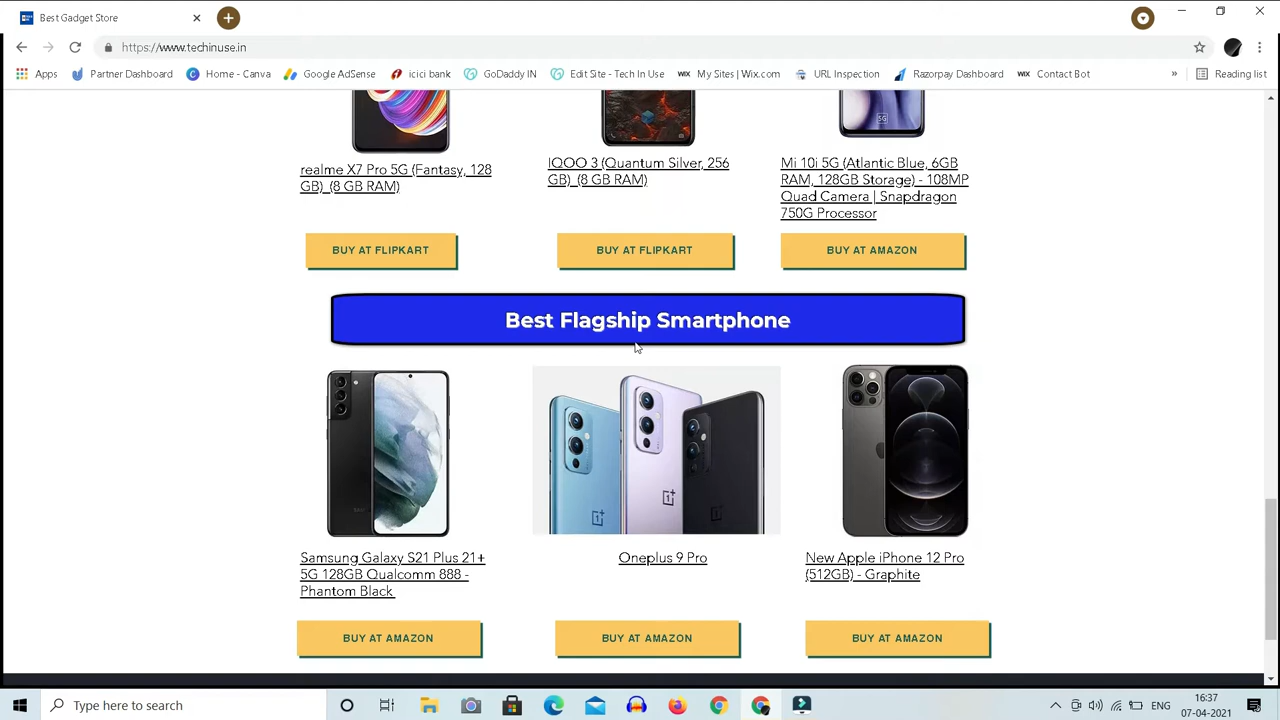 Best Gadget Store
https://www.techinuse.in
Apps Partner Dashboard Home - Canva Google AdSense icici bank GoDaddy IN Edit Site - Tech In Use WIX My Sites | Wix.com URL Inspection Razorpay Dashboard WIX Contact Bot » Reading list
5G
realme X7 Pro 5G (Fantasy, 128
GB) (8 GB RAM)
IQOO 3 (Quantum Silver, 256
GB) (8 GB RAM)
Mi 10i 5G (Atlantic Blue, 6GB
RAM, 128GB Storage) - 108MP
Quad Camera | Snapdragon
750G Processor
BUY AT FLIPKART
BUY AT FLIPKART
BUY AT AMAZON
Best Flagship Smartphone
Samsung Galaxy S21 Plus 21+
5G 128GB Qualcomm 888 -
Phantom Black
Oneplus 9 Pro
New Apple iPhone 12 Pro
(512GB) - Graphite
BUY AT AMAZON
BUY AT AMAZON
BUY AT AMAZON
Type here to search
ENG
16:37
07-04-2021